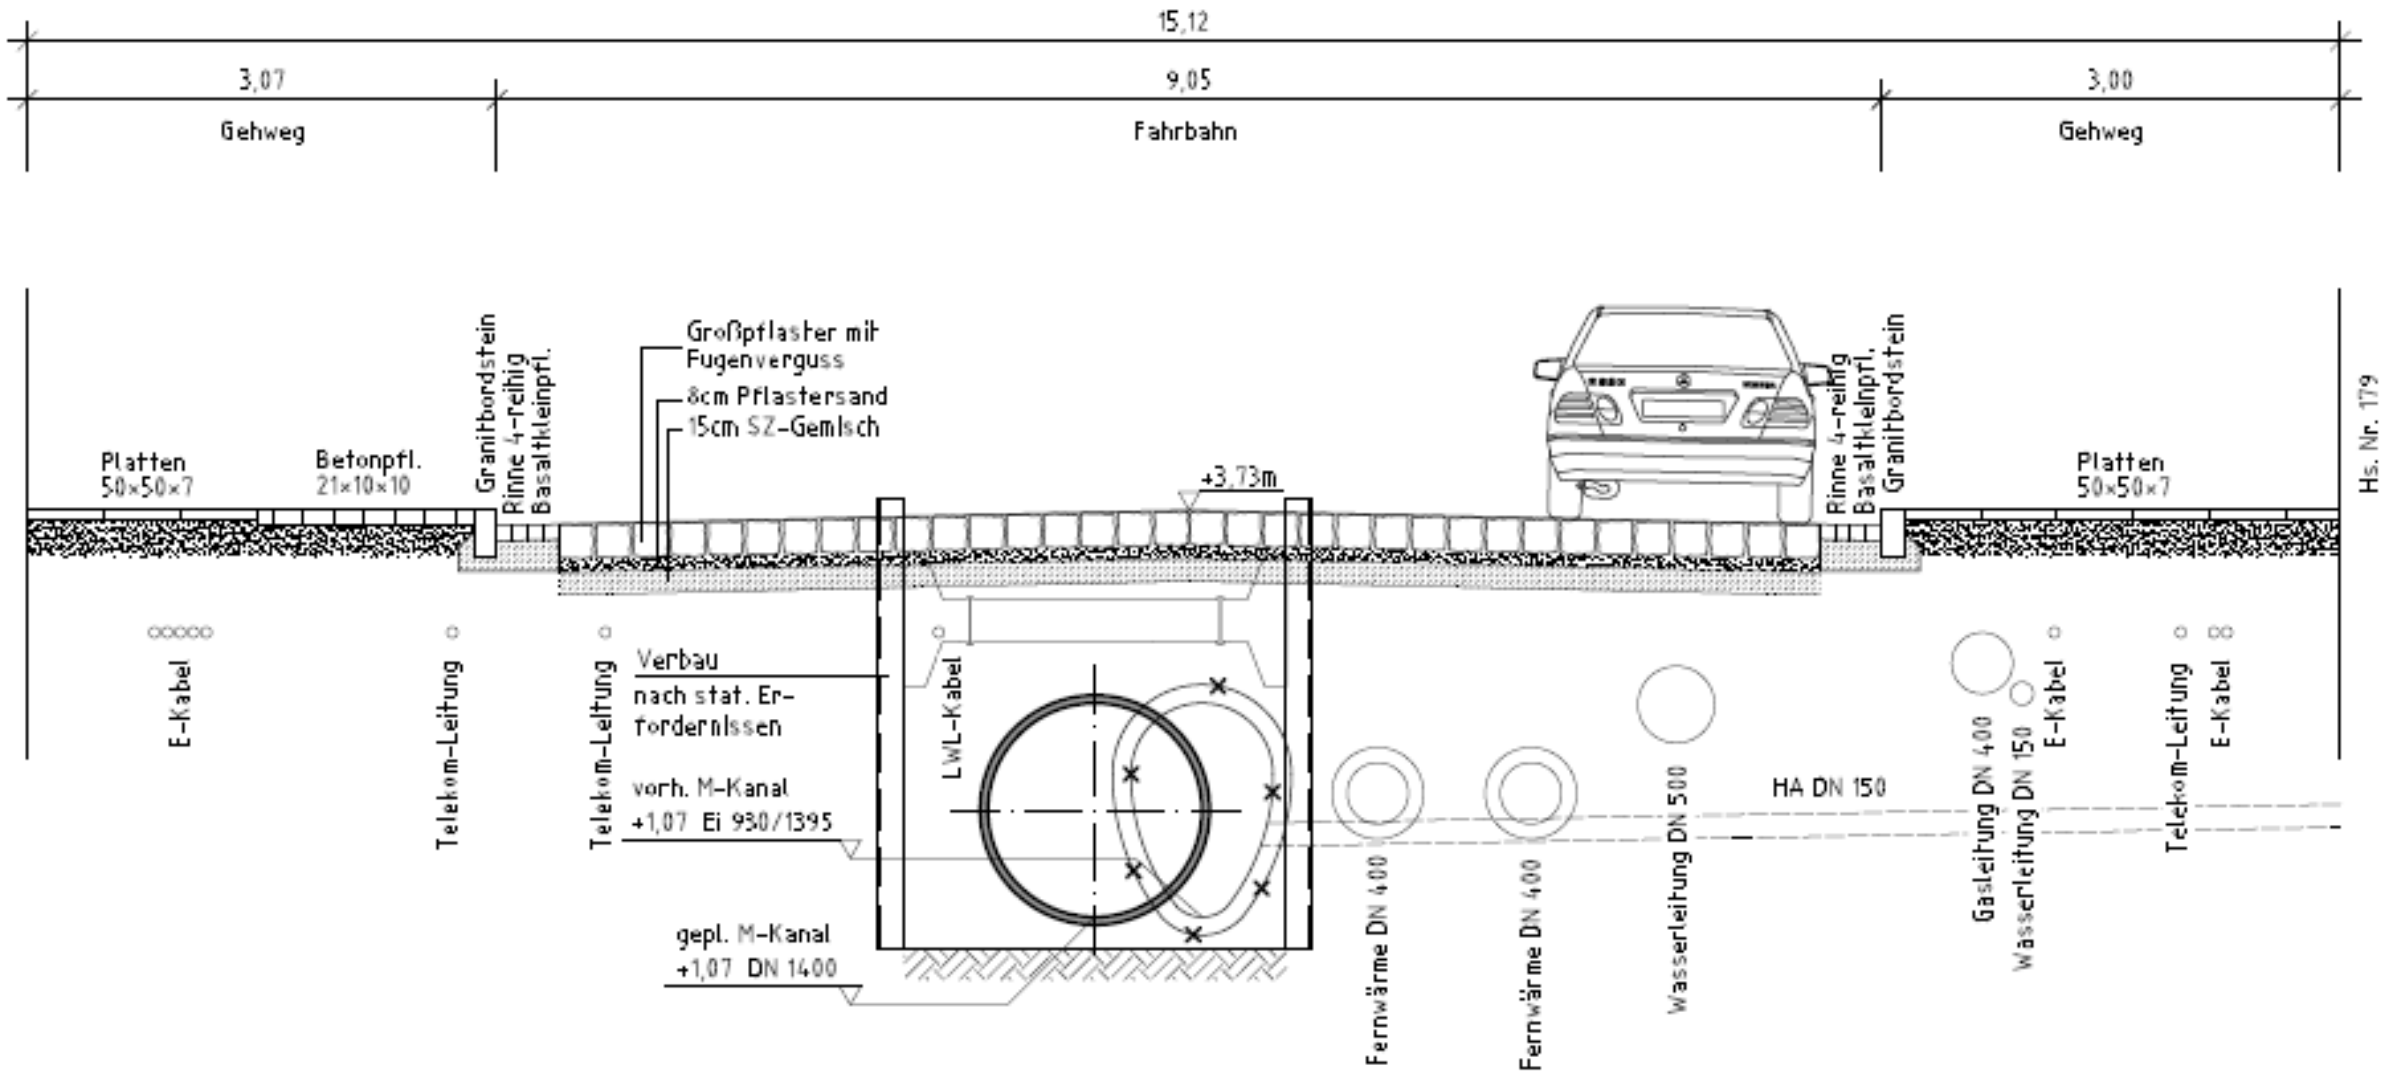 15,12
3,07
9,05
3,00
Gehweg
Fahrbahn
Gehweg
Platten
50×50×7
Betonpfl.
21×10×10
Granitbordstein
Rinne 4-reihig
Basaltkleinpfl.
Großpflaster mit
Fugenverguss
8cm Pflastersand
15cm SZ-Gemisch
+3,73m
Rinne 4-reihig
Basaltkleinpfl.
Granitbordstein
Platten
50×50×7
Hs. Nr. 179
E-Kabel
Telekom-Leitung
Telekom-Leitung
Verbau
nach stat. Er-
fordernissen
vorh. M-Kanal
+1,07 Ei 930/1395
gepl. M-Kanal
+1,07 DN 1400
LWL-Kabel
Fernwärme DN 400
Fernwärme DN 400
Wasserleitung DN 500
HA DN 150
Gasleitung DN 400
Wasserleitung DN 150
E-Kabel
Telekom-Leitung
E-Kabel